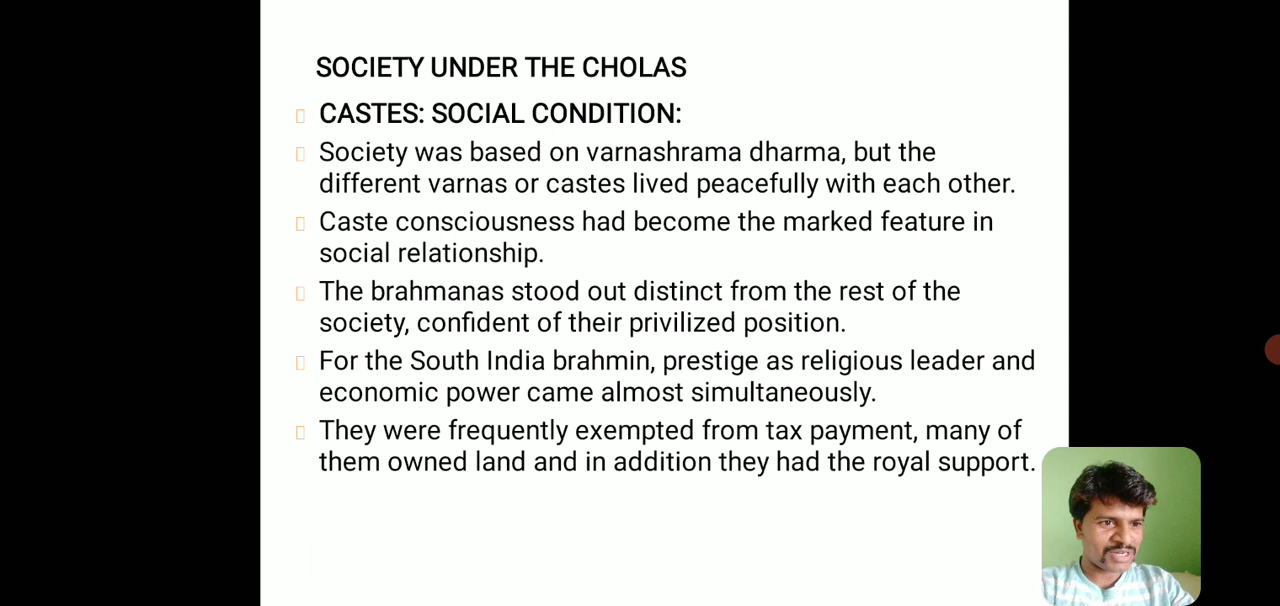 SOCIETY UNDER THE CHOLAS
CASTES: SOCIAL CONDITION:
Society was based on varnashrama dharma, but the
different varnas or castes lived peacefully with each other.
Caste consciousness had become the marked feature in
social relationship.
The brahmanas stood out distinct from the rest of the
society, confident of their privilized position.
For the South India brahmin, prestige as religious leader and
economic power came almost simultaneously.
They were frequently exempted from tax payment, many of
them owned land and in addition they had the royal support.